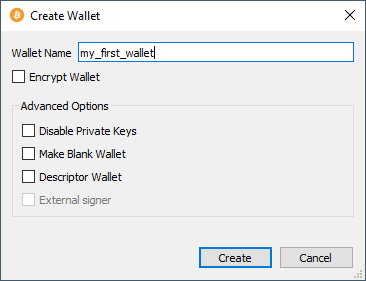 Create Wallet
Wallet Name my_first_wallet
Encrypt Wallet
Advanced Options
Disable Private Keys
Make Blank Wallet
Descriptor Wallet
External signer
Create Cancel